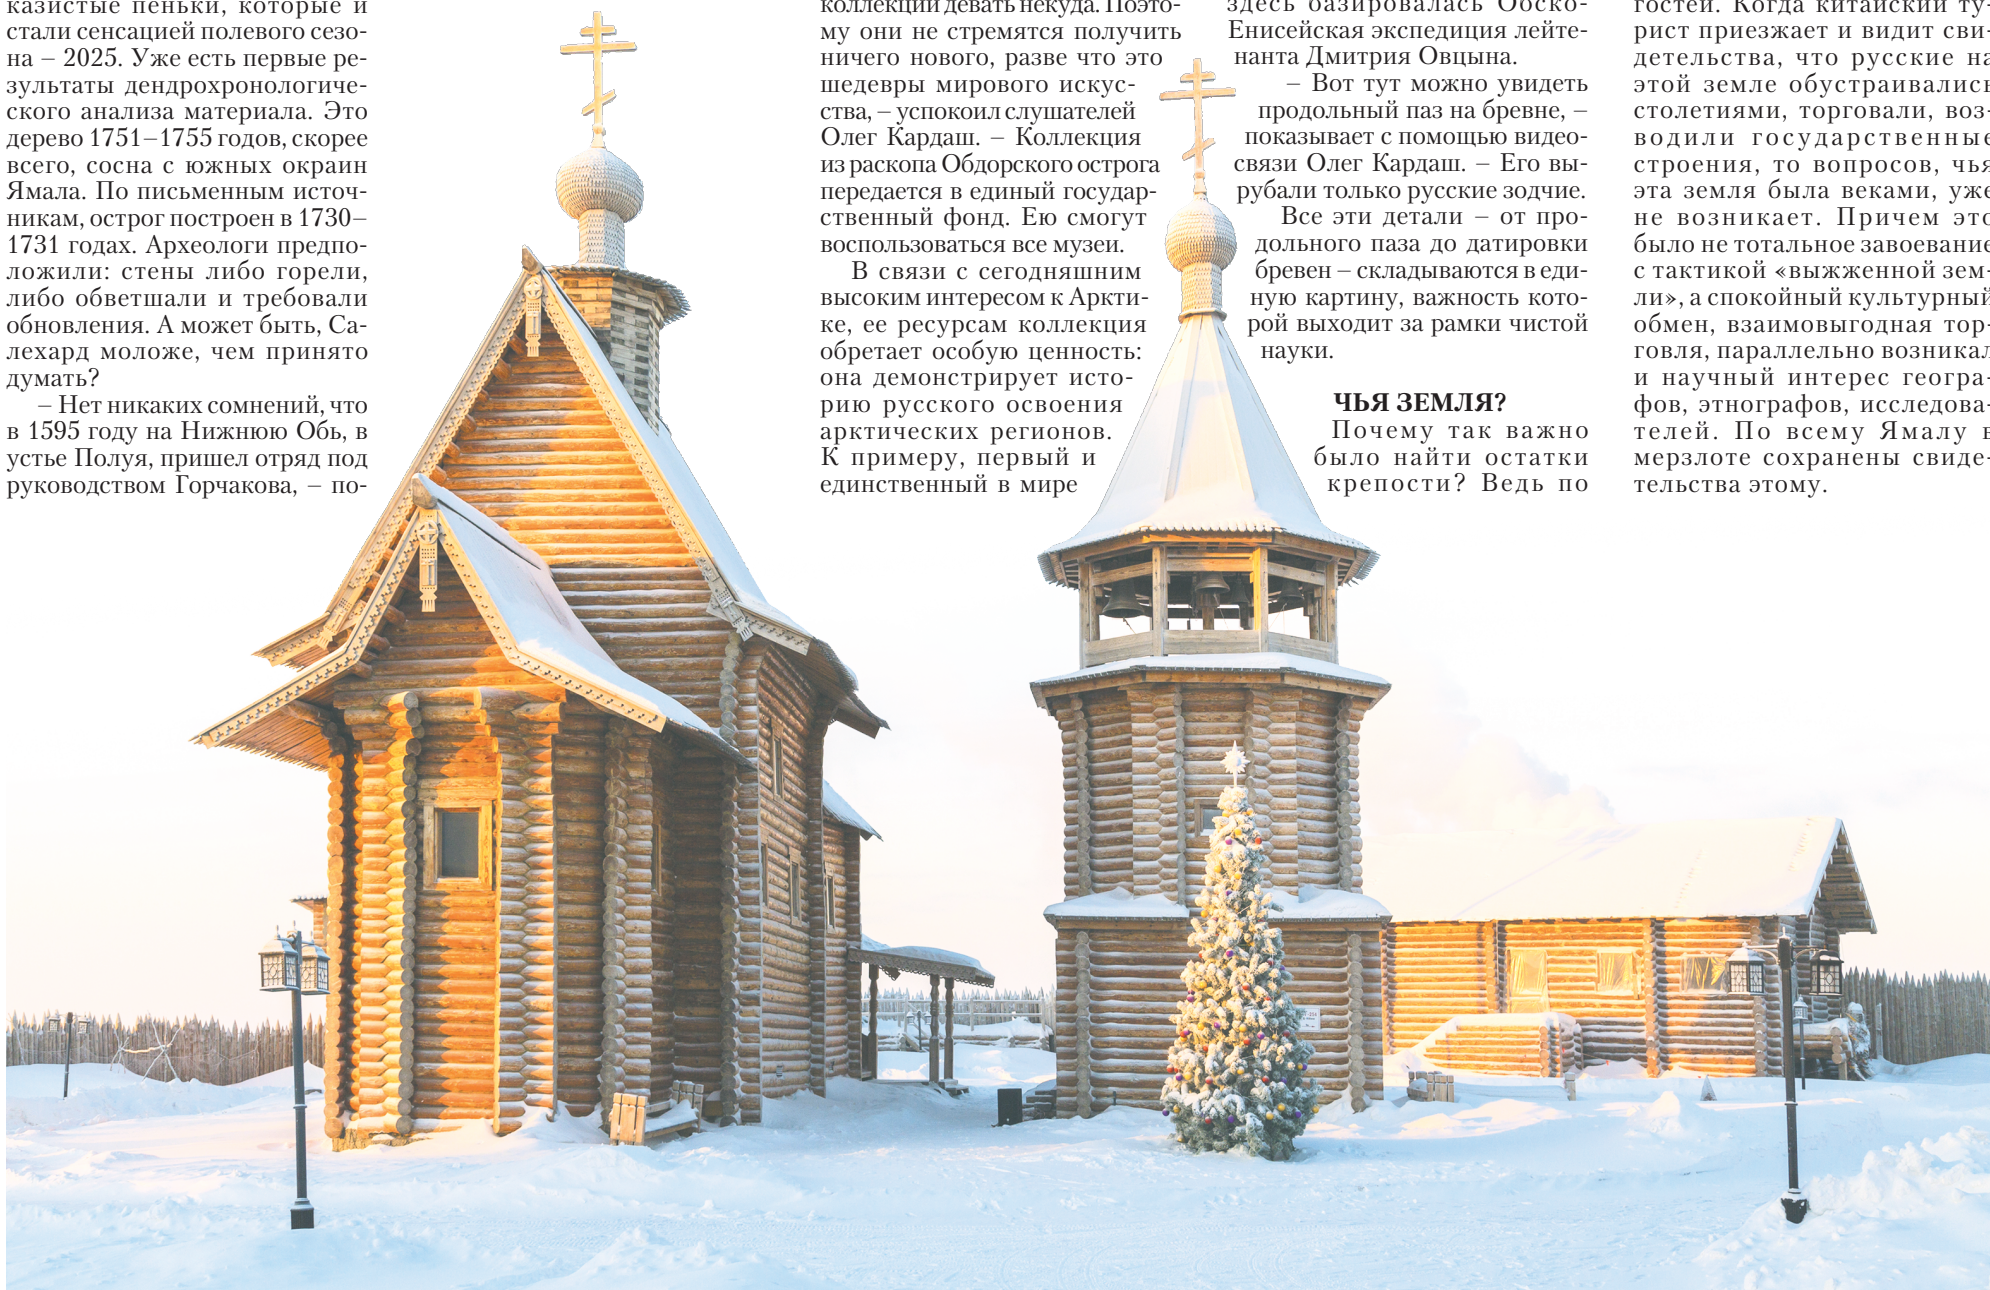 казистые пеньки, которые и
стали сенсацией полевого сезо-
на – 2025. Уже есть первые ре-
зультаты дендрохронологиче-
ского анализа материала. Это
дерево 1751–1755 годов, скорее
всего, сосна с южных окраин
Ямала. По письменным источ-
никам, острог построен в 1730–
1731 годах. Археологи предпо-
ложили: стены либо горели,
либо обветшали и требовали
обновления. А может быть, Са-
лехард моложе, чем принято
думать?
– Нет никаких сомнений, что
в 1595 году на Нижнюю Обь, в
устье Полуя, пришел отряд под
руководством Горчакова, – по-
коллекции девать некуда. Поэто-
му они не стремятся получить
ничего нового, разве что это
шедевры мирового искус-
ства, – успокоил слушателей
Олег Кардаш. – Коллекция
из раскопа Обдорского острога
передается в единый государ-
ственный фонд. Ею смогут
воспользоваться все музеи.
В связи с сегодняшним
высоким интересом к Аркти-
ке, ее ресурсам коллекция
обретает особую ценность:
она демонстрирует исто-
рию русского освоения
арктических регионов.
К примеру, первый и
единственный в мире
здесь базировалась Обско-
Енисейская экспедиция лейте-
нанта Дмитрия Овцына.
– Вот тут можно увидеть
продольный паз на бревне, –
показывает с помощью видео-
связи Олег Кардаш. – Его вы-
рубали только русские зодчие.
Все эти детали – от про-
дольного паза до датировки
бревен – складываются в еди-
ную картину, важность кото-
рой выходит за рамки чистой
науки.
ЧЬЯ ЗЕМЛЯ?
Почему так важно
было найти остатки
крепости? Ведь по
гостей. Когда китайский ту-
рист приезжает и видит сви-
детельства, что русские на
этой земле обустраивались
столетиями, торговали, воз-
водили государственные
строения, то вопросов, чья
эта земля была веками, уже
не возникает. Причем это
было не тотальное завоевание
с тактикой «выжженной зем-
ли», а спокойный культурный
обмен, взаимовыгодная тор-
говля, параллельно возникал
и научный интерес геогра-
фов, этнографов, исследова-
телей. По всему Ямалу в
мерзлоте сохранены свиде-
тельства этому.